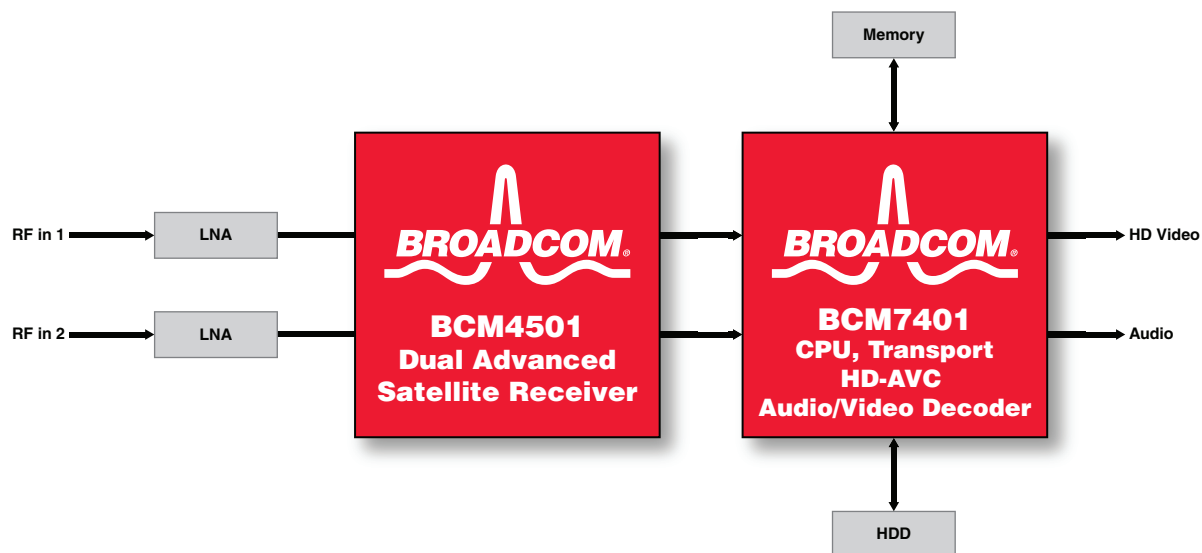 Memory
RF in 1
LNA
BROADCOM®
BROADCOM®
HD Video
RF in 2
LNA
BCM4501
Dual Advanced
Satellite Receiver
BCM7401
CPU, Transport
HD-AVC
Audio/Video Decoder
Audio
HDD